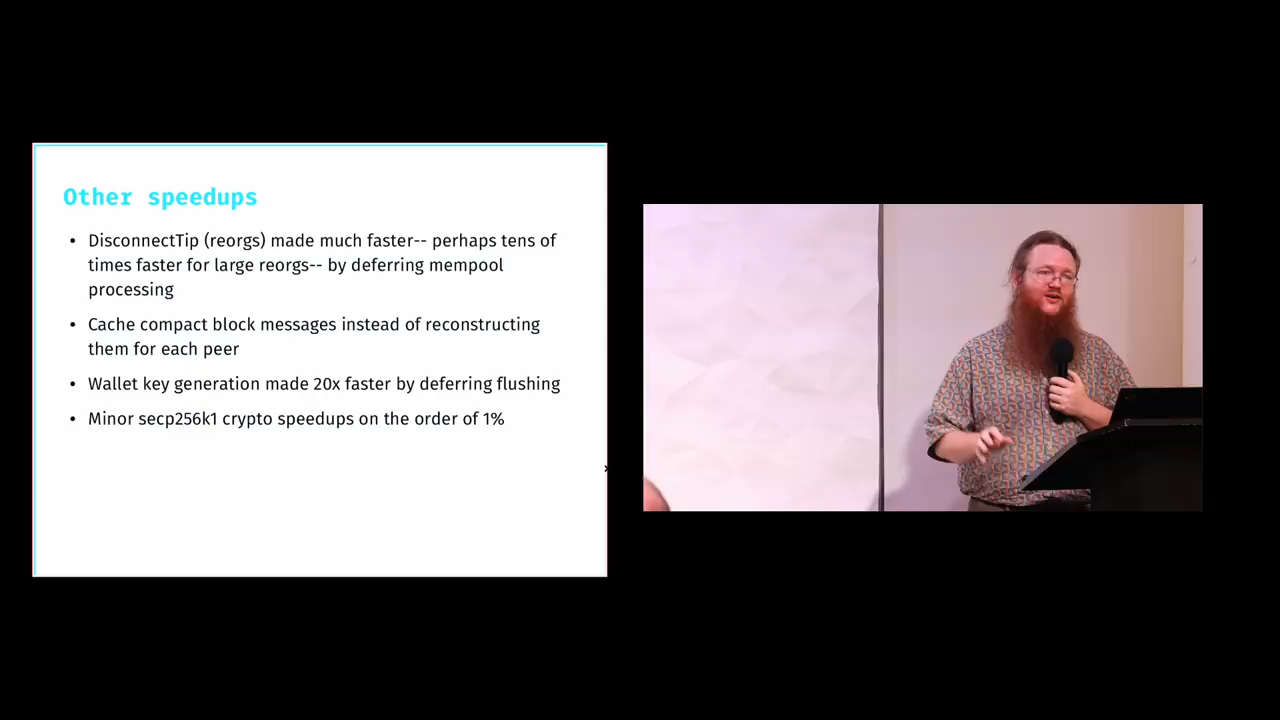 Other speedups
• DisconnectTip (reorgs) made much faster-- perhaps tens of
times faster for large reorgs-- by deferring mempool
processing
• Cache compact block messages instead of reconstructing
them for each peer
• Wallet key generation made 20x faster by deferring flushing
• Minor secp256k1 crypto speedups on the order of 1%